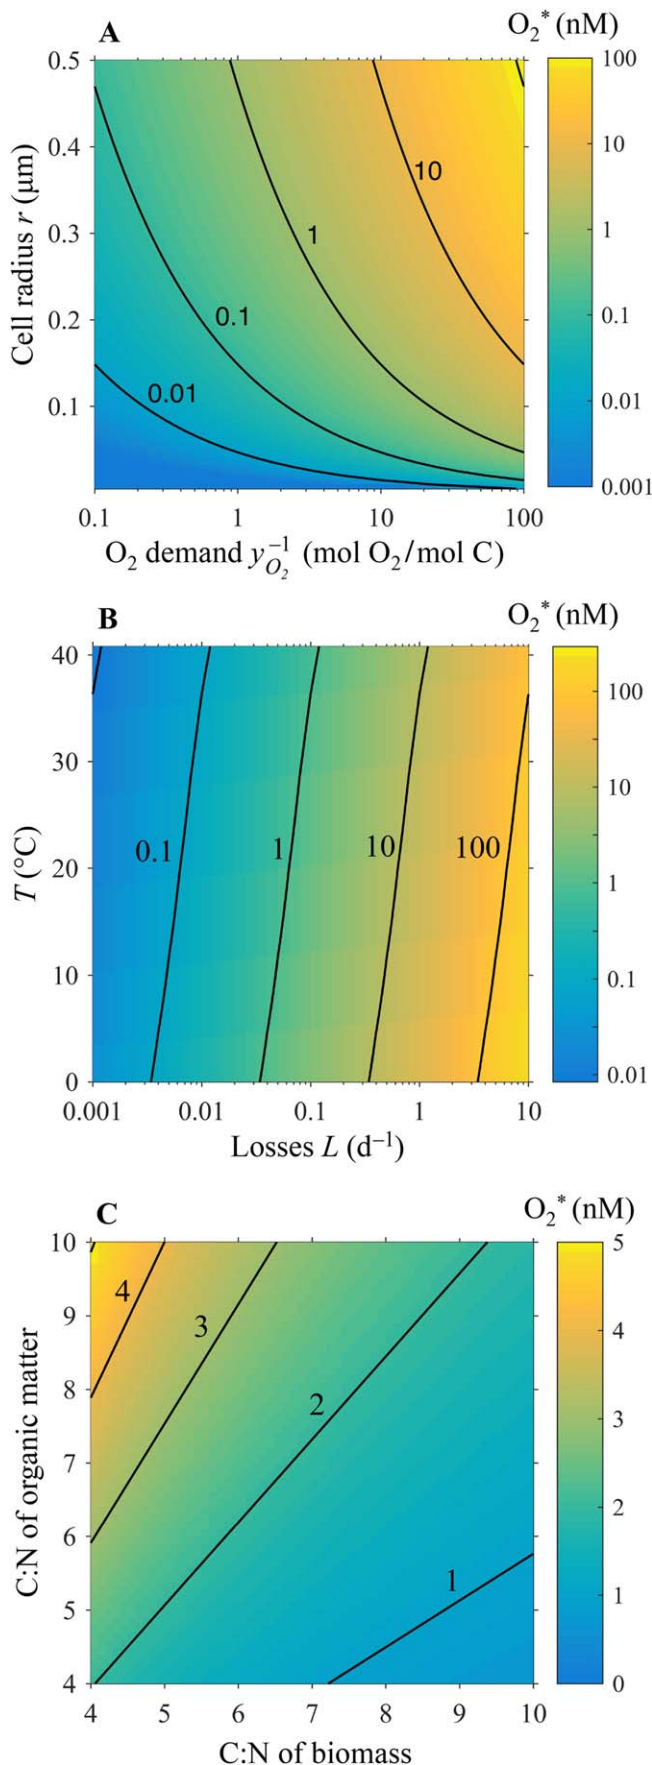 A
O₂* (nM)
0.5
0.4
0.3
0.2
0.1
Cell radius r (μm)
10
1
0.1
0.01
100
10
1
0.1
0.01
0.001
0.1 1 10 100
O₂ demand y_{O₂}^{−1} (mol O₂/mol C)
B
O₂* (nM)
40
30
20
10
0
T (°C)
0.1 1 10 100
100
10
1
0.1
0.01
0.001 0.01 0.1 1 10
Losses L (d⁻¹)
C
O₂* (nM)
10
9
8
7
6
5
4
C:N of organic matter
4
3
2
1
5
4
3
2
1
0
4 5 6 7 8 9 10
C:N of biomass